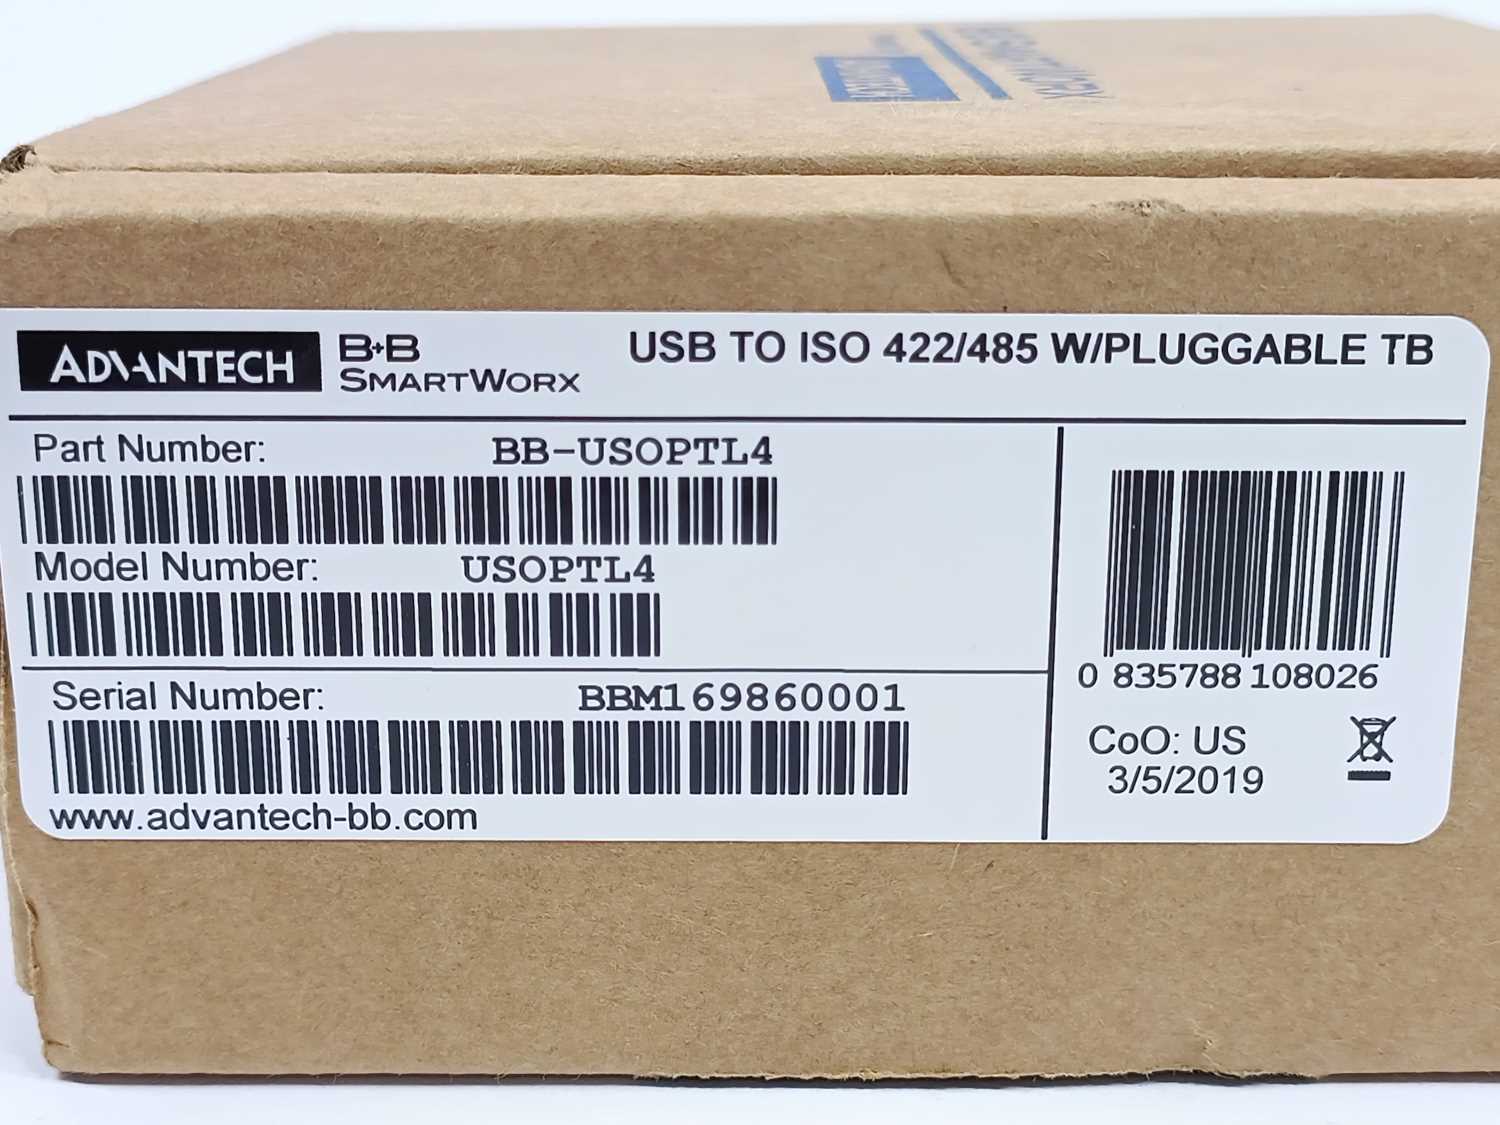 ADVANTECH
B+B
SMARTWORX
USB TO ISO 422/485 W/PLUGGABLE TB
Part Number: BB-USOPTL4
Model Number: USOPTL4
Serial Number: BBM169860001
www.advantech-bb.com
0 835788 108026
CoO: US
3/5/2019